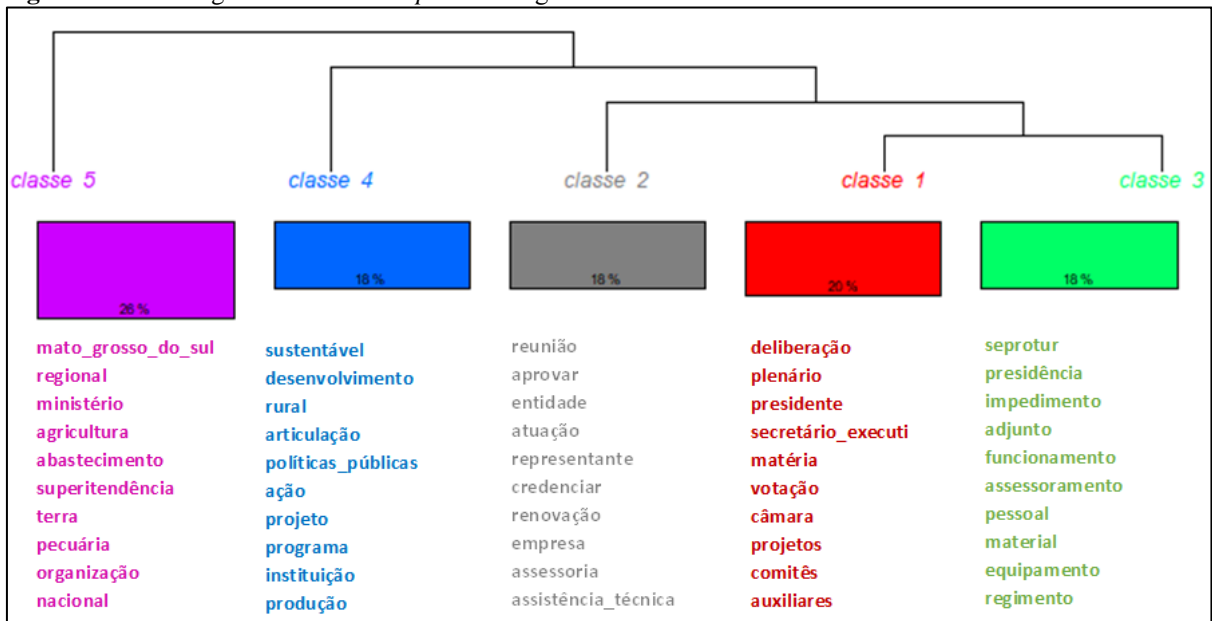 classe 5
classe 4
classe 2
classe 1
classe 3
26 %
18 %
18 %
20 %
18 %
mato_grosso_do_sul
regional
ministério
agricultura
abastecimento
superitendência
terra
pecuária
organização
nacional
sustentável
desenvolvimento
rural
articulação
políticas_públicas
ação
projeto
programa
instituição
produção
reunião
aprovar
entidade
atuação
representante
credenciar
renovação
empresa
assessoria
assistência_técnica
deliberação
plenário
presidente
secretário_executi
matéria
votação
câmara
projetos
comitês
auxiliares
seprotur
presidência
impedimento
adjunto
funcionamento
assessoramento
pessoal
material
equipamento
regimento